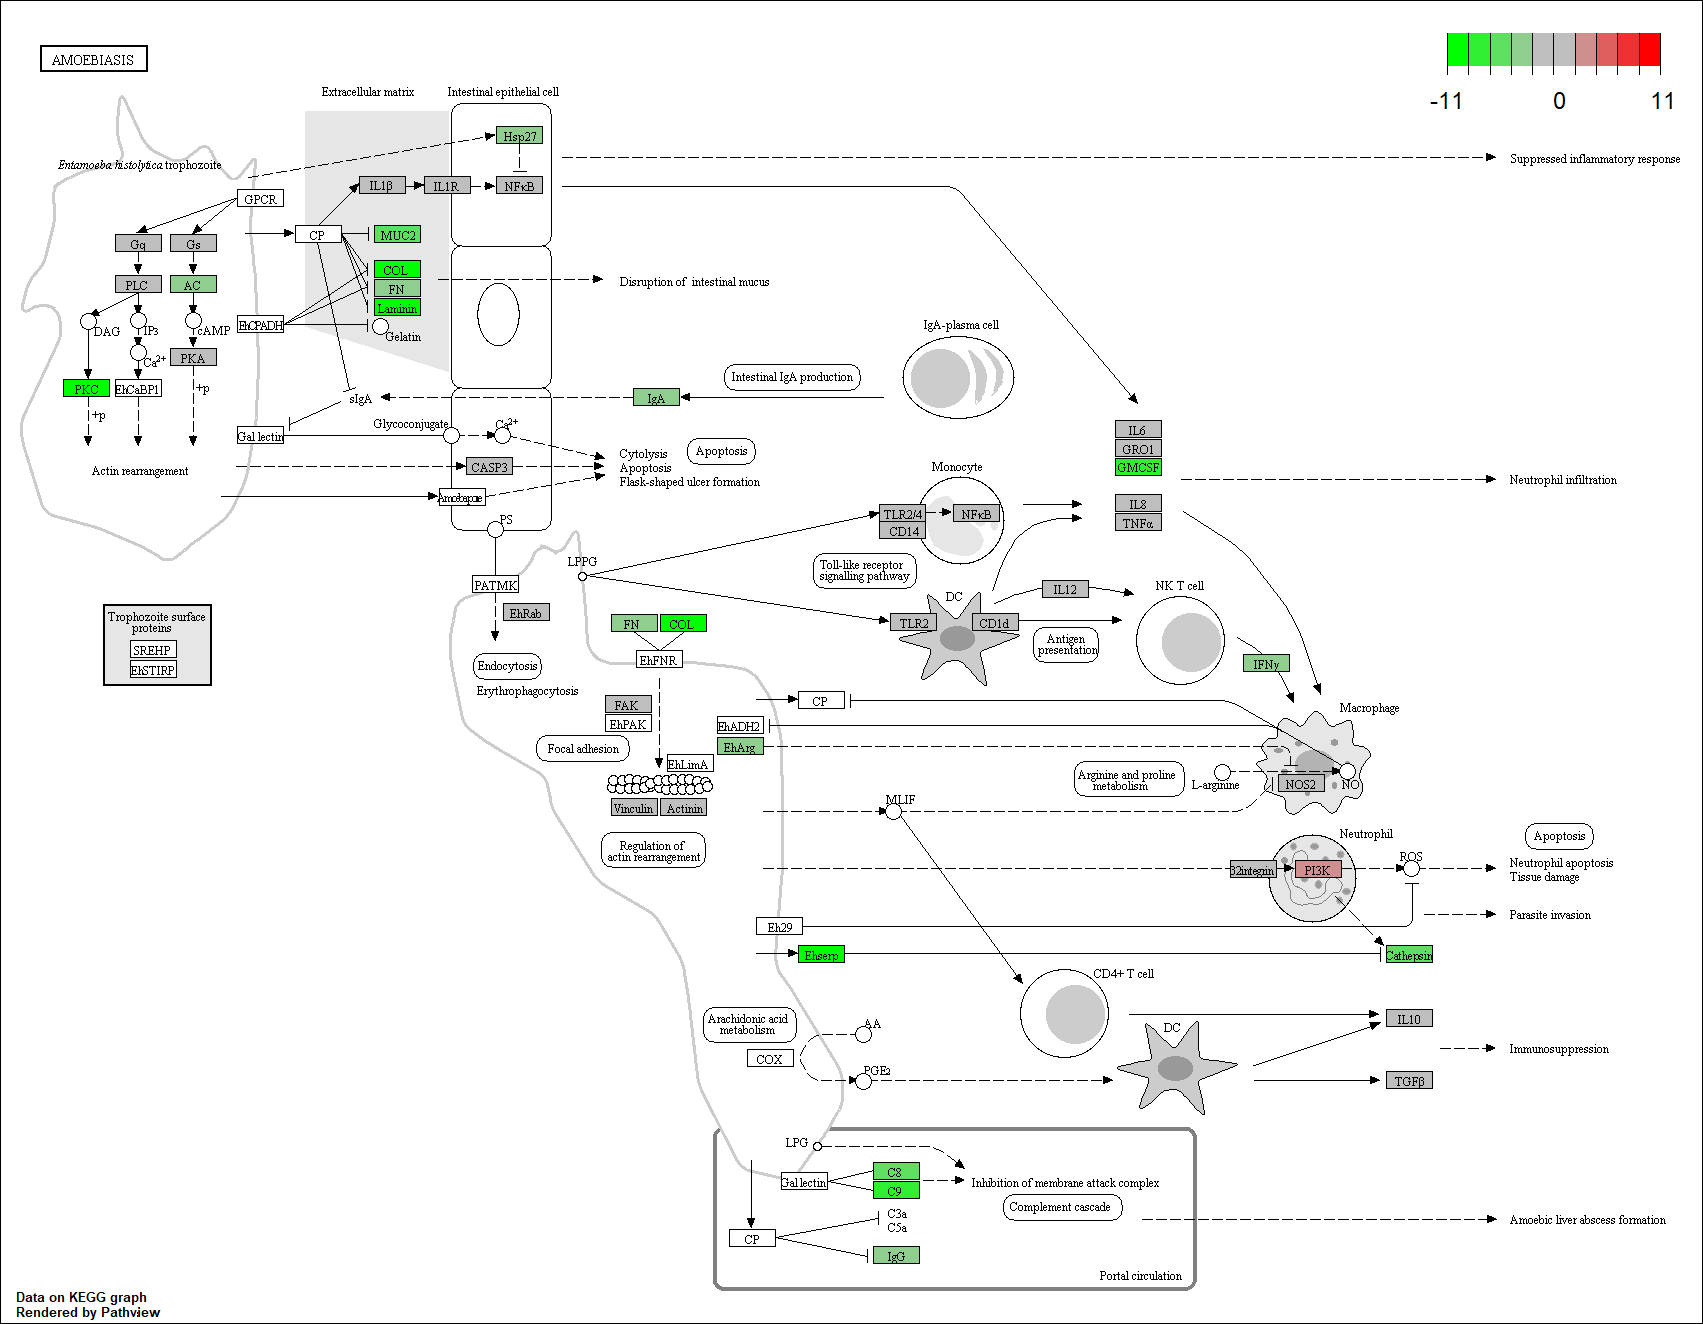 AMOEBIASIS
-11
0
11
Extracellular matrix
Intestinal epithelial cell
Hsp27
Suppressed inflammatory response
Entamoeba histolytica trophozoite
GPCR
IL1β
IL1R
NFκB
Gq
Gs
CP
MUC2
PLC
AC
COL
FN
Laminin
Disruption of intestinal mucus
DAG
IP3
cAMP
EhCPADH
Gelatin
IgA-plasma cell
Ca2+
PKA
PKC
EhCaBP1
+p
+p
sIgA
IgA
Intestinal IgA production
Gal lectin
Glycoconjugate
Ca2+
Actin rearrangement
CASP3
Cytolysis
Apoptosis
Flask-shaped ulcer formation
Apoptosis
Amoebapore
PS
IL6
GRO1
GMCSF
IL8
TNFα
Neutrophil infiltration
Monocyte
TLR2/4
CD14
NFκB
LPPG
Toll-like receptor
signalling pathway
PATMK
EhRab
Endocytosis
Erythrophagocytosis
Trophozoite surface
proteins
SREHP
EhSTIRP
FN
COL
EhFNR
DC
TLR2
CD1d
IL12
Antigen
presentation
NK T cell
IFNγ
FAK
EhPAK
Focal adhesion
EhLimA
Vinculin
Actinin
Regulation of
actin rearrangement
CP
EhADH2
EhArg
Macrophage
Arginine and proline
metabolism
L-arginine
NOS2
NO
MLIF
Neutrophil
β2integrin
PI3K
ROS
Apoptosis
Neutrophil apoptosis
Tissue damage
Parasite invasion
Eh29
Ehserp
Cathepsin
CD4+ T cell
Arachidonic acid
metabolism
AA
COX
PGE2
DC
IL10
Immunosuppression
TGFβ
LPG
Gal lectin
C8
C9
Inhibition of membrane attack complex
Complement cascade
C3a
C5a
CP
IgG
Amoebic liver abscess formation
Portal circulation
Data on KEGG graph
Rendered by Pathview